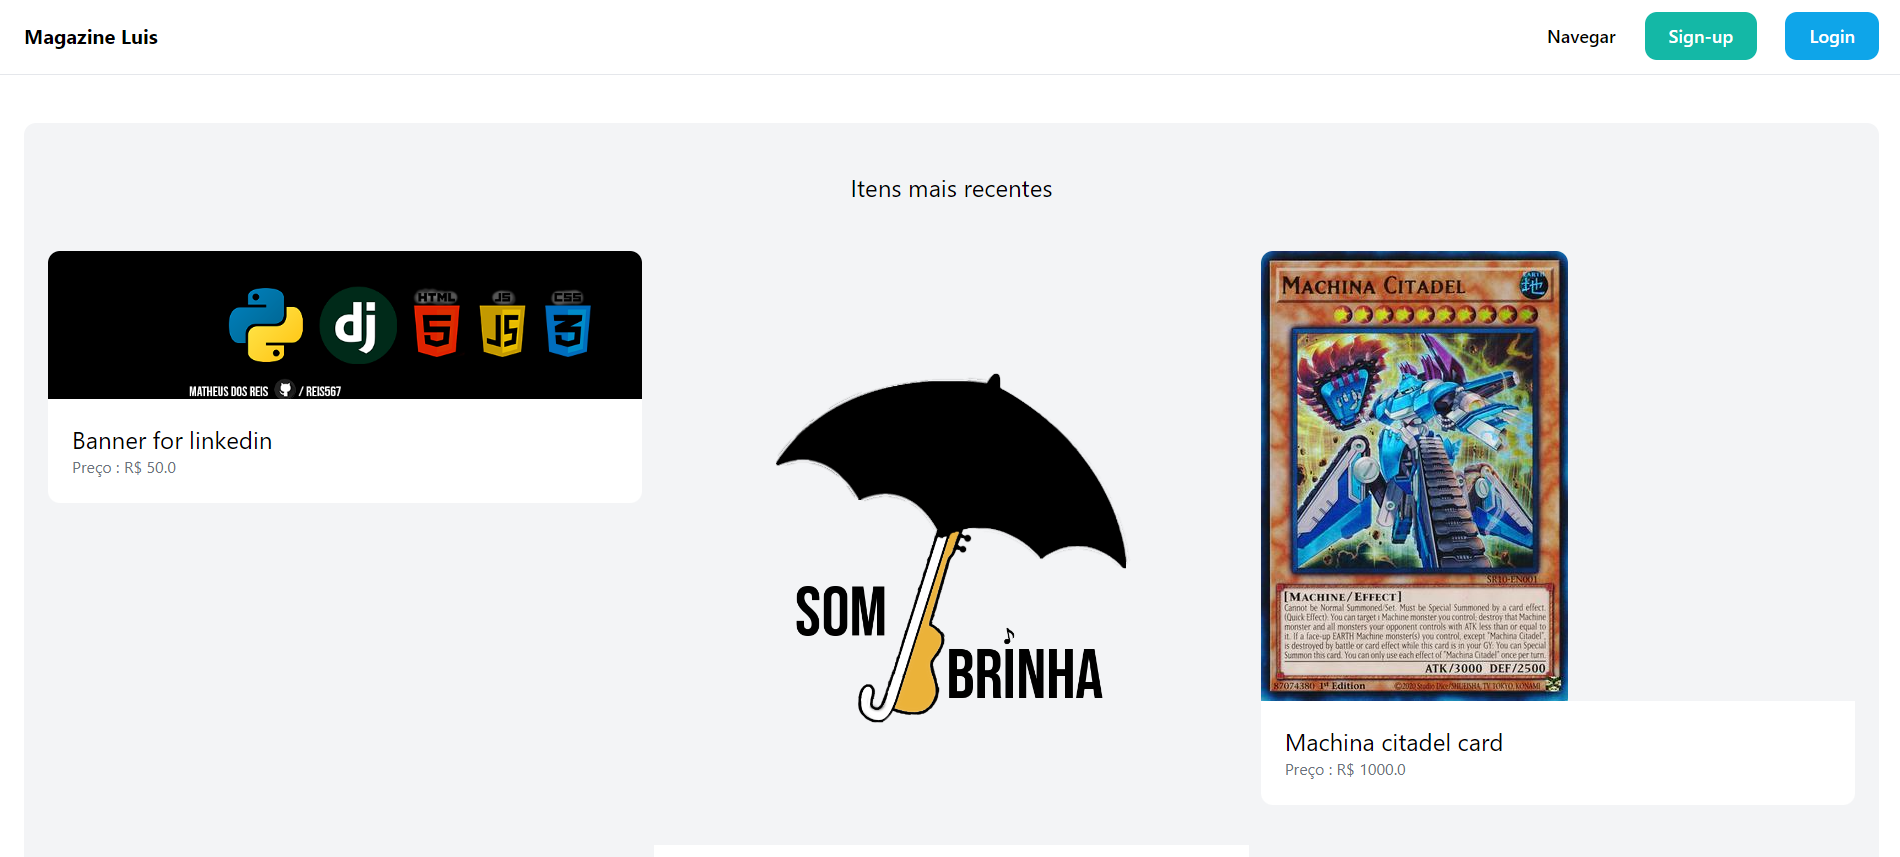 Magazine Luis
Navegar
Sign-up
Login
Itens mais recentes
HTML
5
JS
JS
CSS
3
dj
MATHEUS DOS REIS / REIS567
Banner for linkedin
Preço : R$ 50.0
SOM
BRINHA
MACHINA CITADEL
EARTH
地
SR10-EN001
[MACHINE/EFFECT]
Cannot be Normal Summoned/Set. Must be Special Summoned by a card effect.
(Quick Effect): You can target 1 Machine monster you control; destroy that Machine
monster and all monsters your opponent controls with ATK less than or equal to
it. If a face-up EARTH Machine monster(s) you control, except "Machina Citadel",
is destroyed by battle or card effect while this card is in your GY: You can Special
Summon this card. You can only use each effect of "Machina Citadel" once per turn.
ATK/3000 DEF/2500
87074380 1st Edition ©2020 Studio Dice/SHUEISHA, TV TOKYO, KONAMI
Machina citadel card
Preço : R$ 1000.0